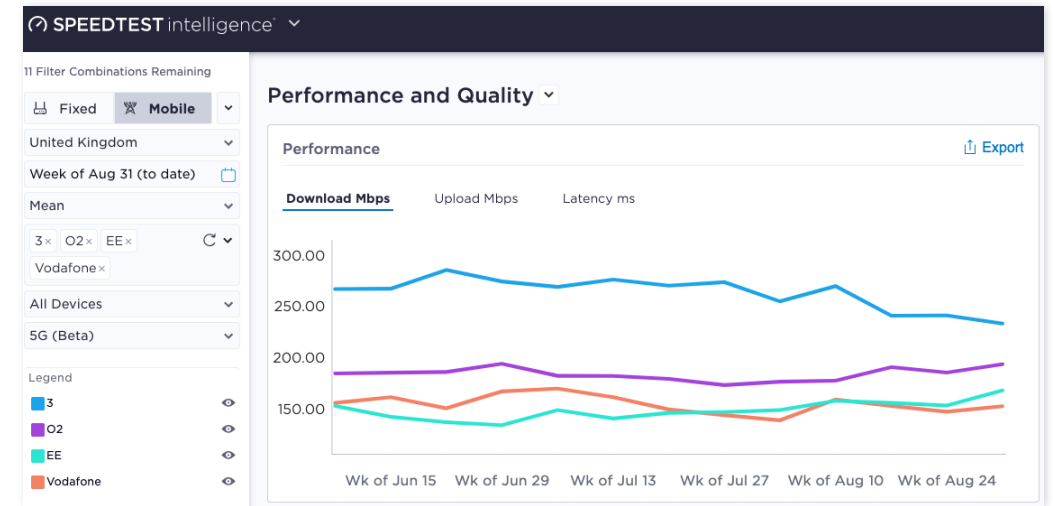 SPEEDTEST intelligence
11 Filter Combinations Remaining
Fixed Mobile
United Kingdom
Week of Aug 31 (to date)
Mean
3× O2× EE×
Vodafone×
All Devices
5G (Beta)
Legend
3
O2
EE
Vodafone
Performance and Quality
Performance
Export
Download Mbps Upload Mbps Latency ms
300.00
250.00
200.00
150.00
Wk of Jun 15 Wk of Jun 29 Wk of Jul 13 Wk of Jul 27 Wk of Aug 10 Wk of Aug 24